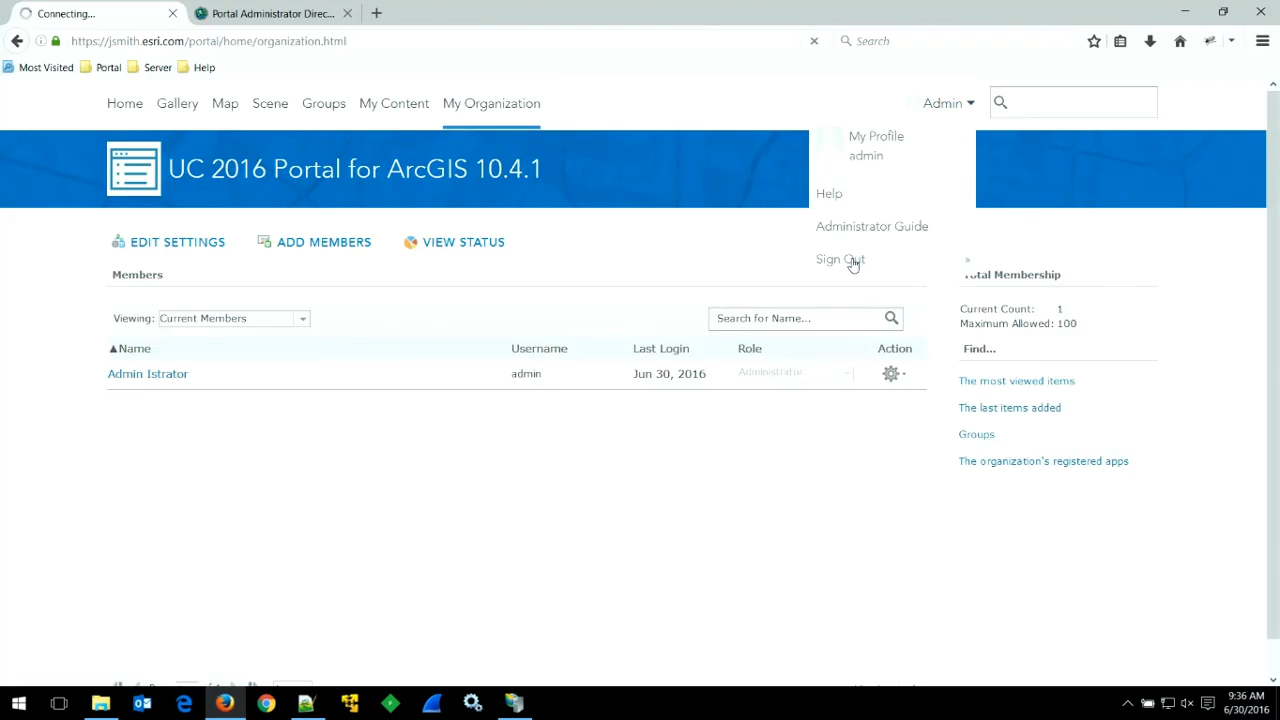 Connecting...
Portal Administrator Direc...
https://jsmith.esri.com/portal/home/organization.html
Search
Most Visited Portal Server Help
Home Gallery Map Scene Groups My Content My Organization
Admin
My Profile
admin
UC 2016 Portal for ArcGIS 10.4.1
Help
Administrator Guide
Sign Out
EDIT SETTINGS ADD MEMBERS VIEW STATUS
»
Members
Total Membership
Viewing: Current Members
Search for Name...
Current Count: 1
Maximum Allowed: 100
▲Name Username Last Login Role Action
Find...
Admin Istrator admin Jun 30, 2016 Administrator
The most viewed items
The last items added
Groups
The organization's registered apps
9:36 AM
6/30/2016